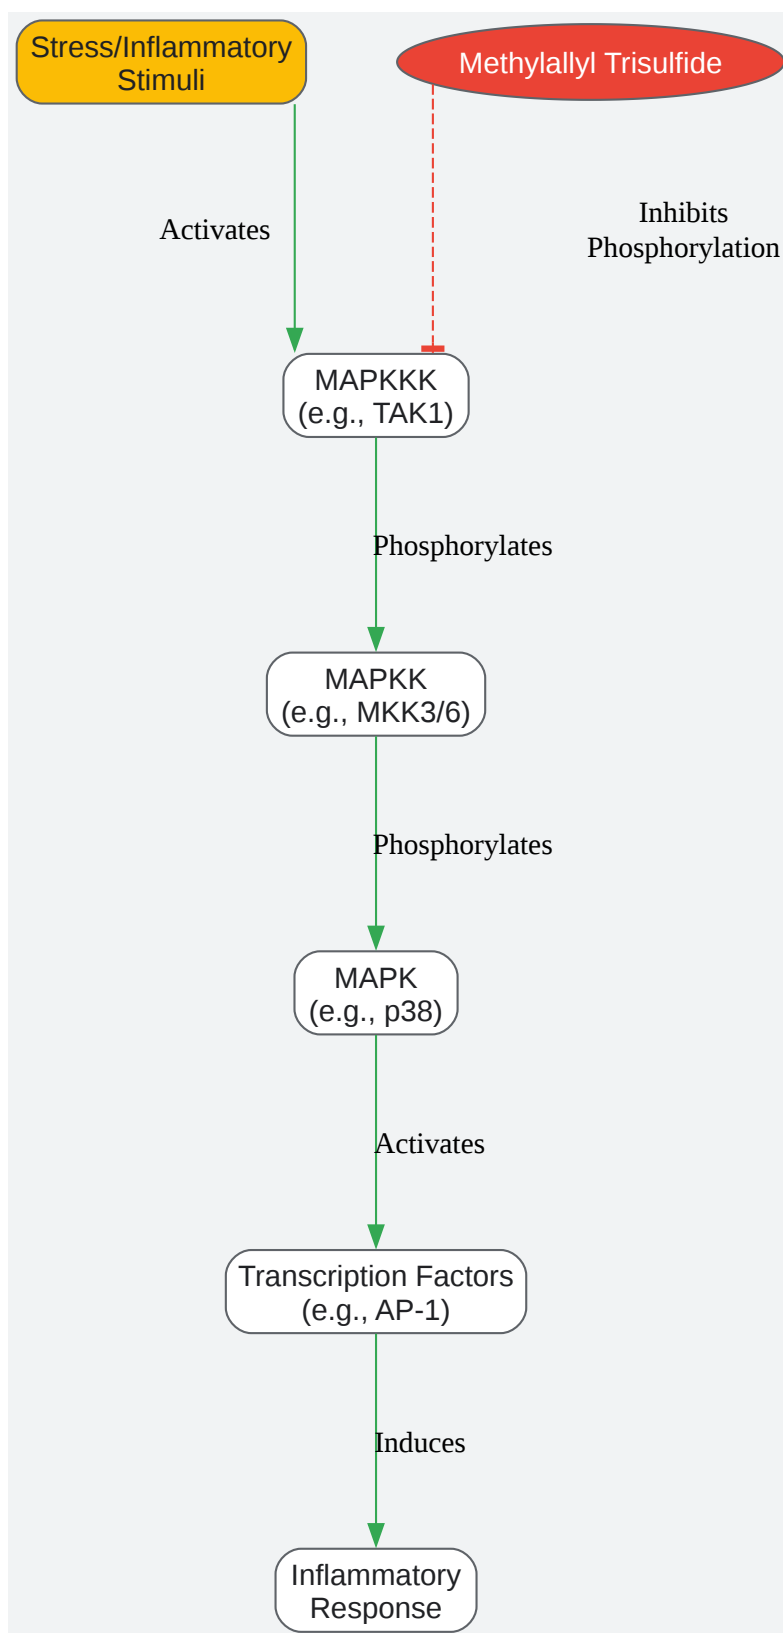 Stress/Inflammatory
Stimuli
Methylallyl Trisulfide
Activates
Inhibits
Phosphorylation
MAPKKK
(e.g., TAK1)
Phosphorylates
MAPKK
(e.g., MKK3/6)
Phosphorylates
MAPK
(e.g., p38)
Activates
Transcription Factors
(e.g., AP-1)
Induces
Inflammatory
Response